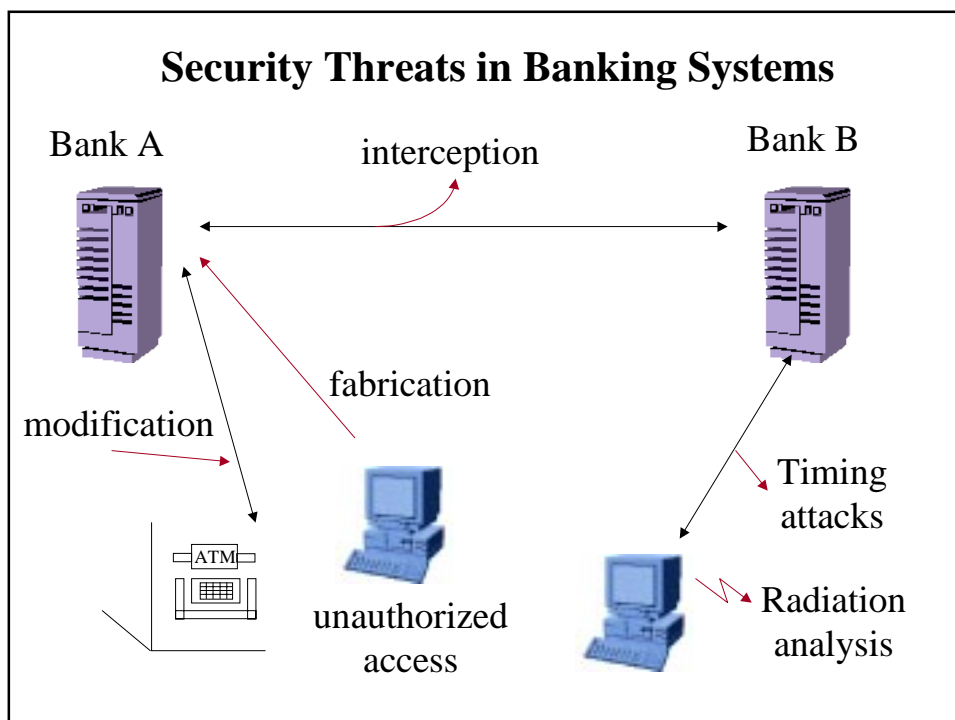 Security Threats in Banking Systems
Bank A
interception
Bank B
fabrication
modification
Timing
attacks
ATM
unauthorized
access
Radiation
analysis